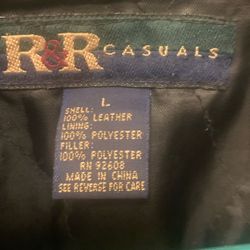 R&R CASUALS
L
SHELL:
100% LEATHER
LINING:
100% POLYESTER
FILLER:
100% POLYESTER
RN 92608
MADE IN CHINA
SEE REVERSE FOR CARE